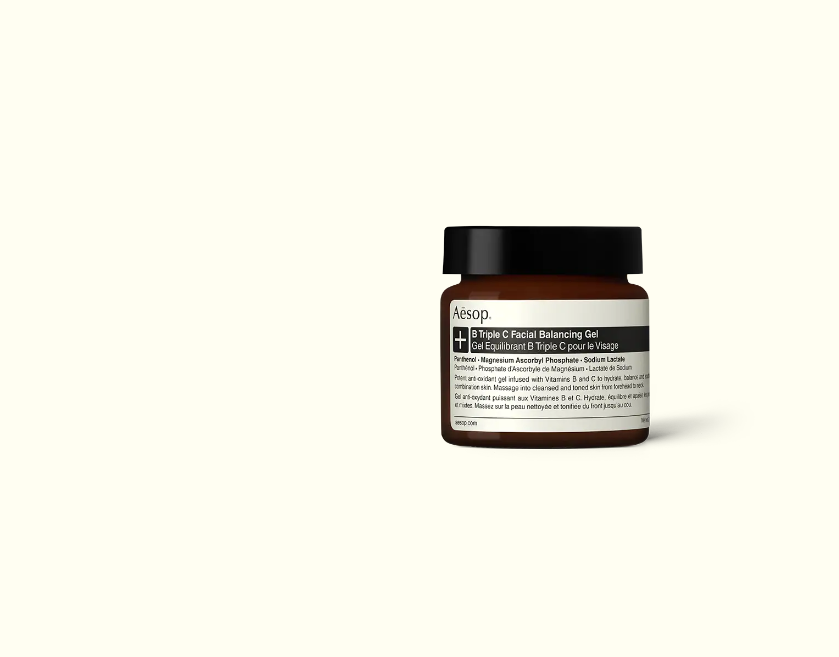 Aēsop.
B Triple C Facial Balancing Gel
Gel Equilibrant B Triple C pour le Visage
Panthenol • Magnesium Ascorbyl Phosphate • Sodium Lactate
Panthénol • Phosphate d'Ascorbyle de Magnésium • Lactate de Sodium
Potent anti-oxidant gel infused with Vitamins B and C to hydrate, balance and
combination skin. Massage into cleansed and toned skin from forehead to neck.
Gel anti-oxydant puissant aux Vitamines B et C. Hydrate, équilibre et
et mixtes. Massez sur la peau nettoyée et tonifiée du front jusqu'au cou.
aesop.com